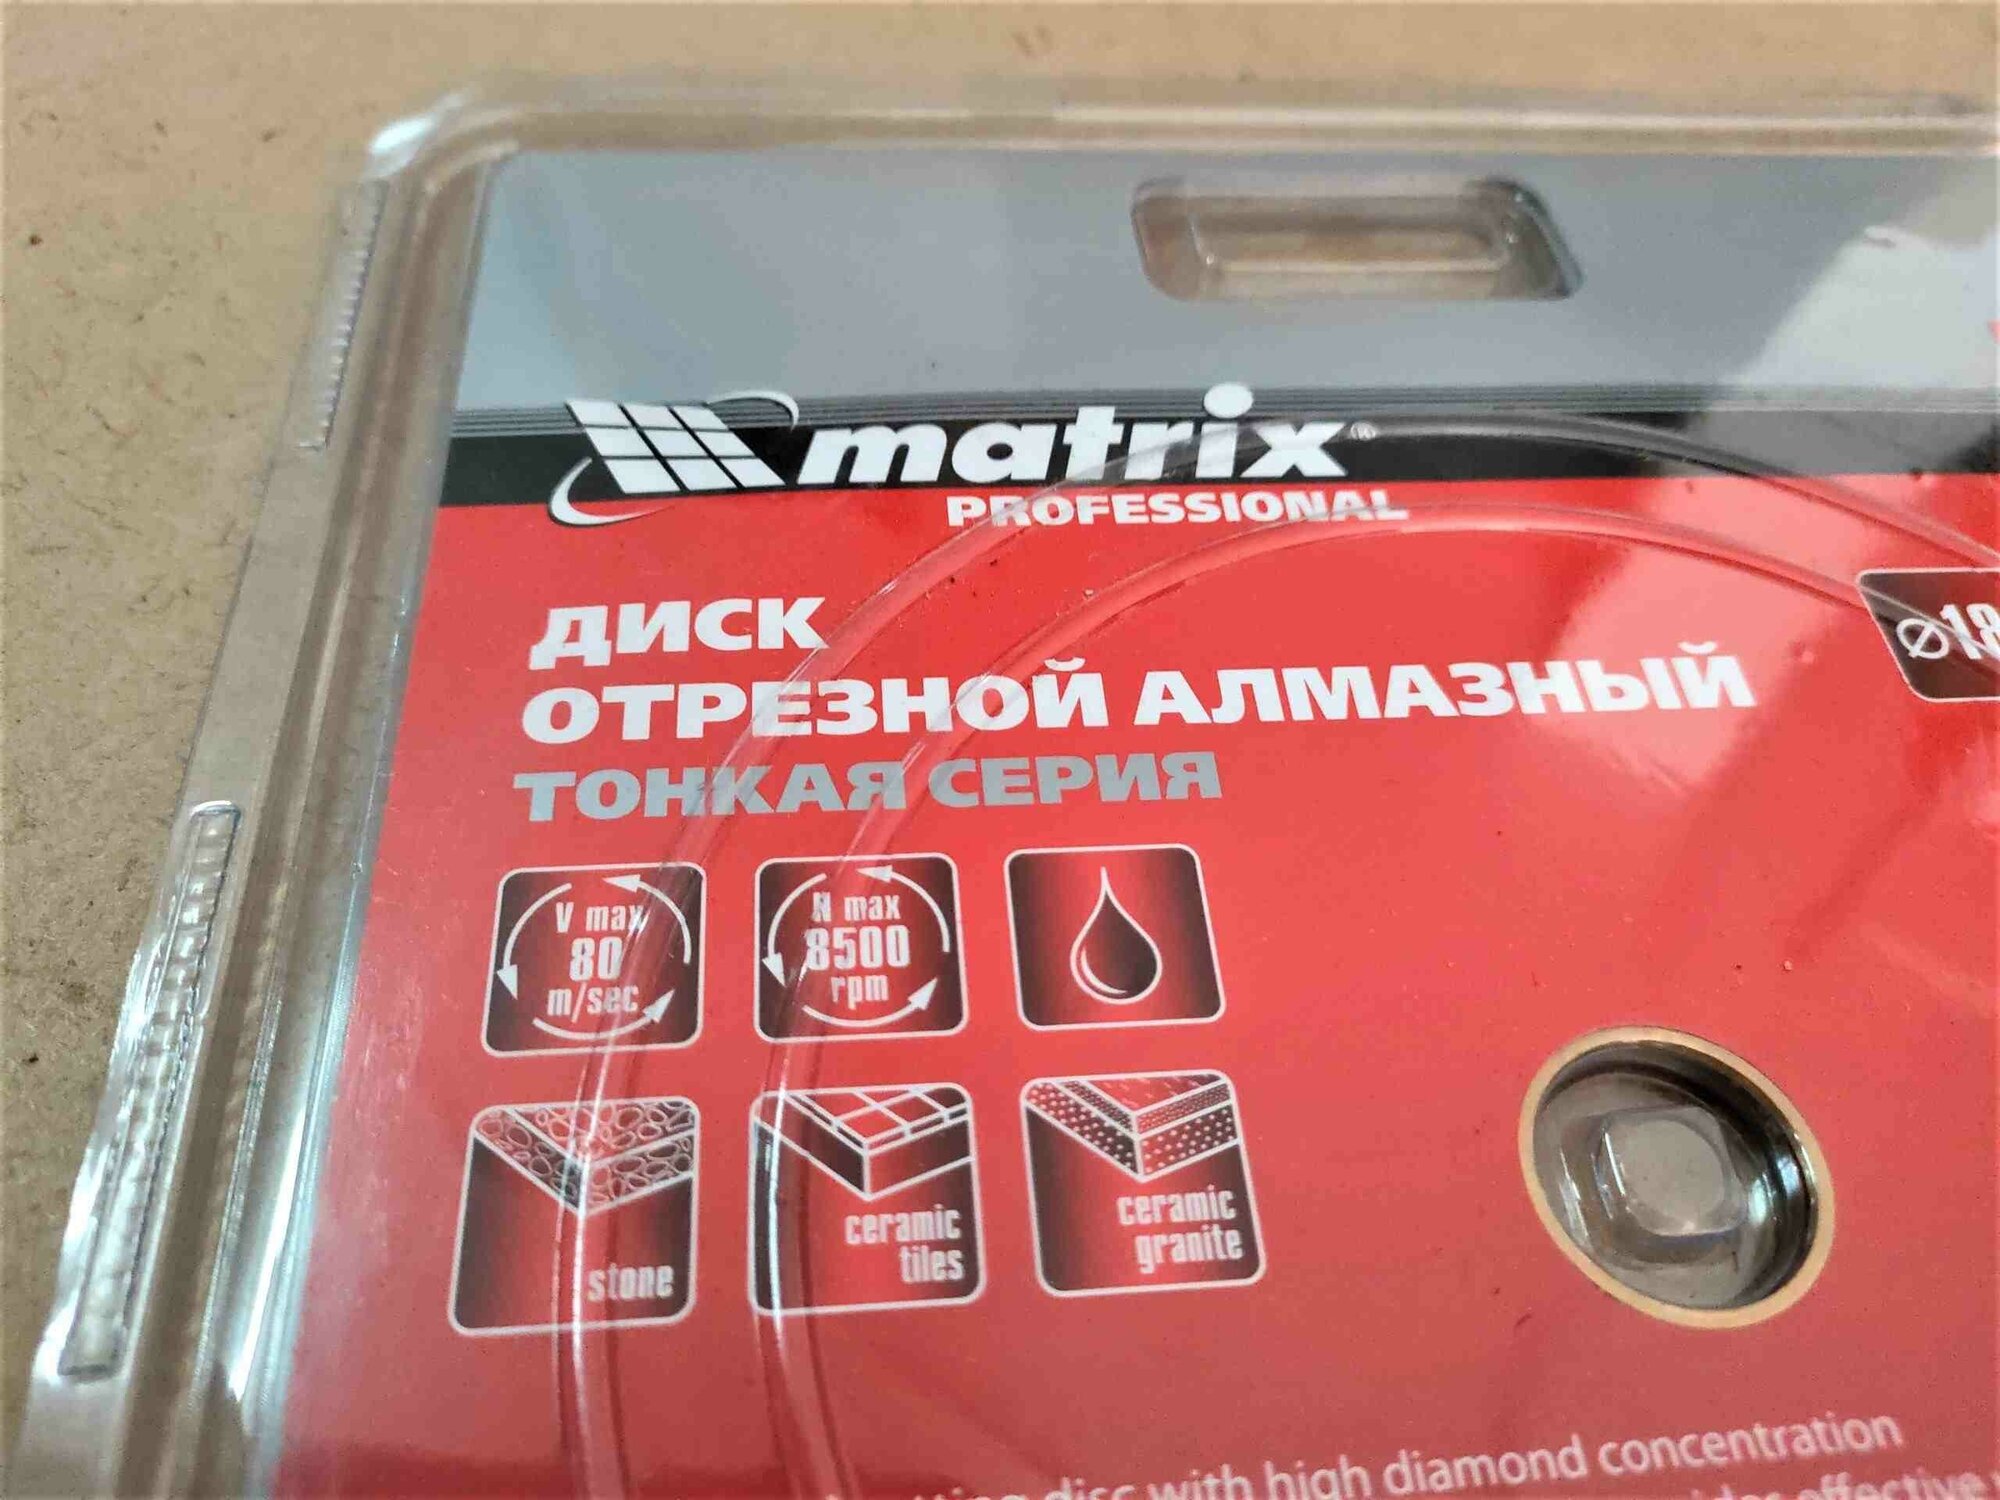 matrix®
PROFESSIONAL
ДИСК
ОТРЕЗНОЙ АЛМАЗНЫЙ
ТОНКАЯ СЕРИЯ
V max
80
m/sec
N max
8500
rpm
stone
ceramic
tiles
ceramic
granite
disc with high diamond concentration
effective